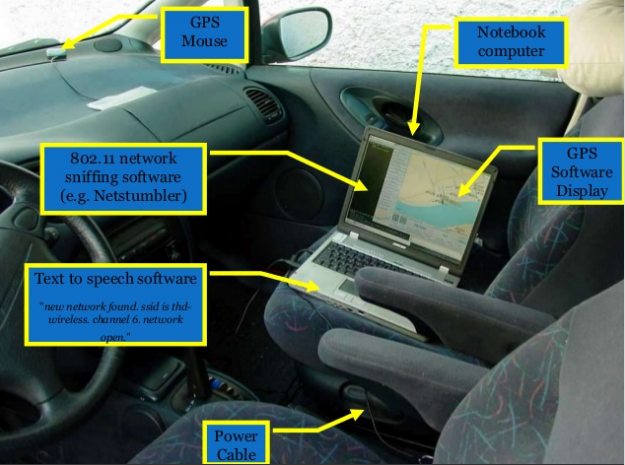 GPS
Mouse
Notebook
computer
802.11 network
sniffing software
(e.g. Netstumbler)
GPS
Software
Display
Text to speech software
"new network found. ssid is thd-
wireless. channel 6. network
open."
Power
Cable